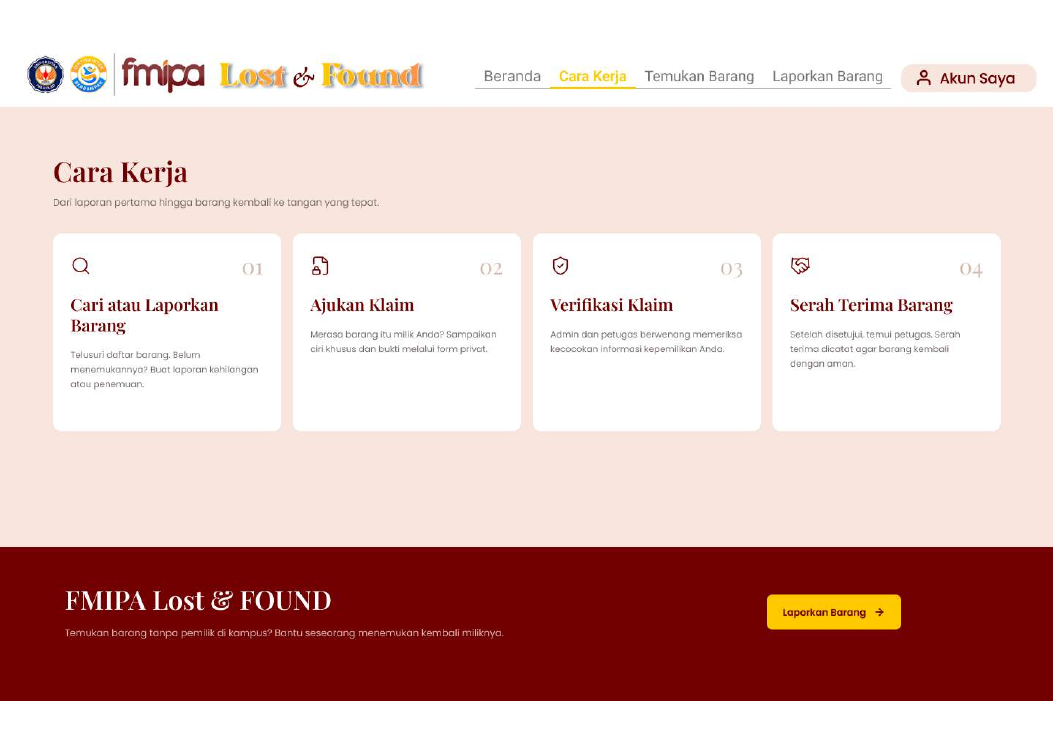 fmipa
Lost & Found
Beranda
Cara Kerja
Temukan Barang
Laporkan Barang
Akun Saya
Cara Kerja
Dari laporan pertama hingga barang kembali ke tangan yang tepat.
01
Cari atau Laporkan
Barang
Telusuri daftar barang. Belum
menemukannya? Buat laporan kehilangan
atau penemuan.
02
Ajukan Klaim
Merasa barang itu milik Anda? Sampaikan
ciri khusus dan bukti melalui form privat.
03
Verifikasi Klaim
Admin dan petugas berwenang memeriksa
kecocokan informasi kepemilikan Anda.
04
Serah Terima Barang
Setelah disetujui, temui petugas. Serah
terima dicatat agar barang kembali
dengan aman.
FMIPA Lost & FOUND
Temukan barang tanpa pemilik di kampus? Bantu seseorang menemukan kembali miliknya.
Laporkan Barang